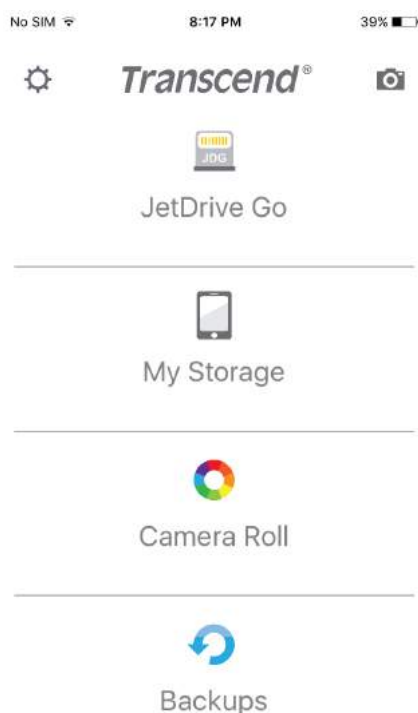 No SIM 8:17 PM 39%
Transcend®
JDG
JetDrive Go
My Storage
Camera Roll
Backups